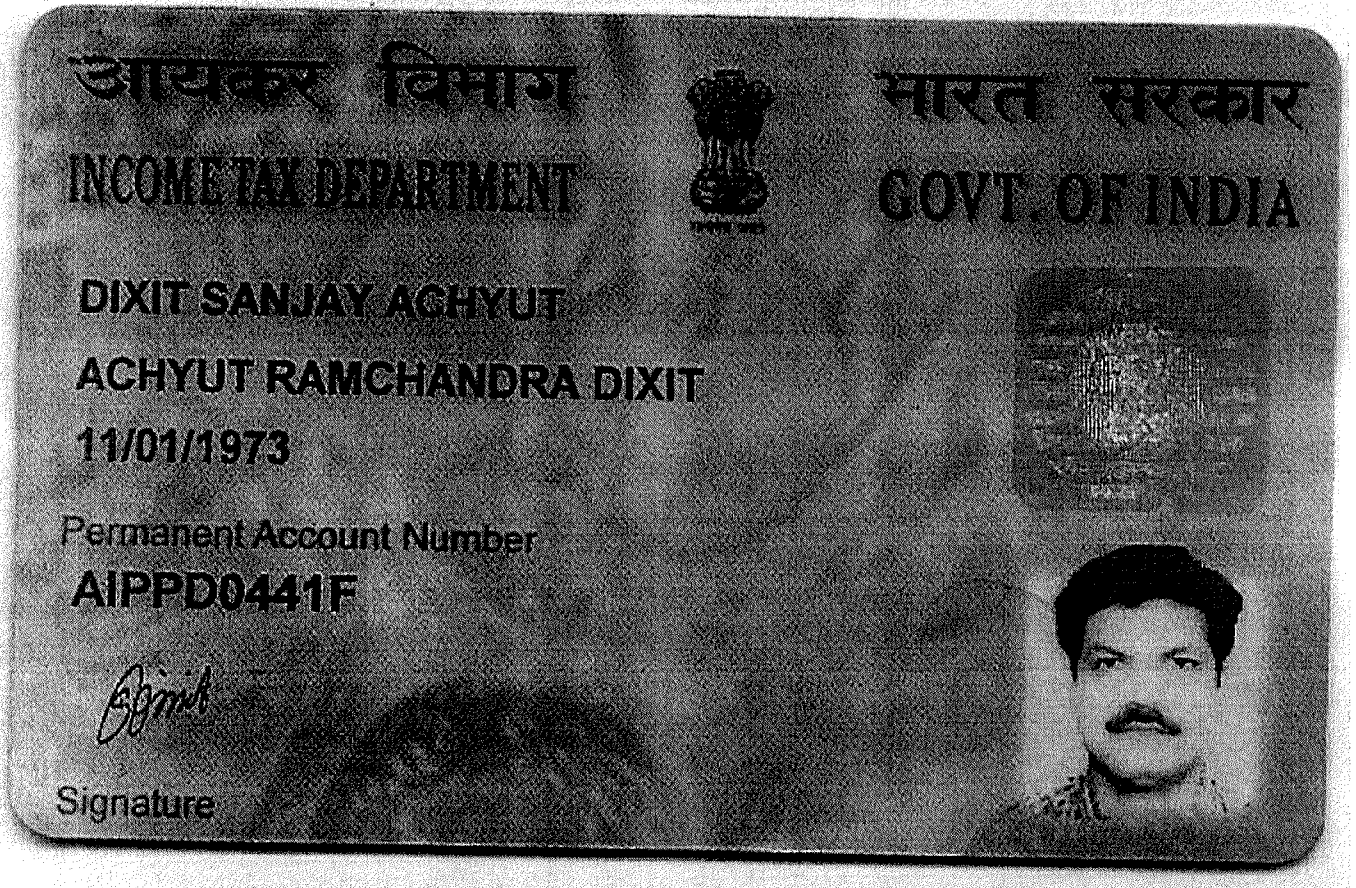 आयकर विभाग
भारत सरकार
INCOME TAX DEPARTMENT
GOVT. OF INDIA
DIXIT SANJAY ACHYUT
ACHYUT RAMCHANDRA DIXIT
11/01/1973
Permanent Account Number
AIPPD0441F
Signature